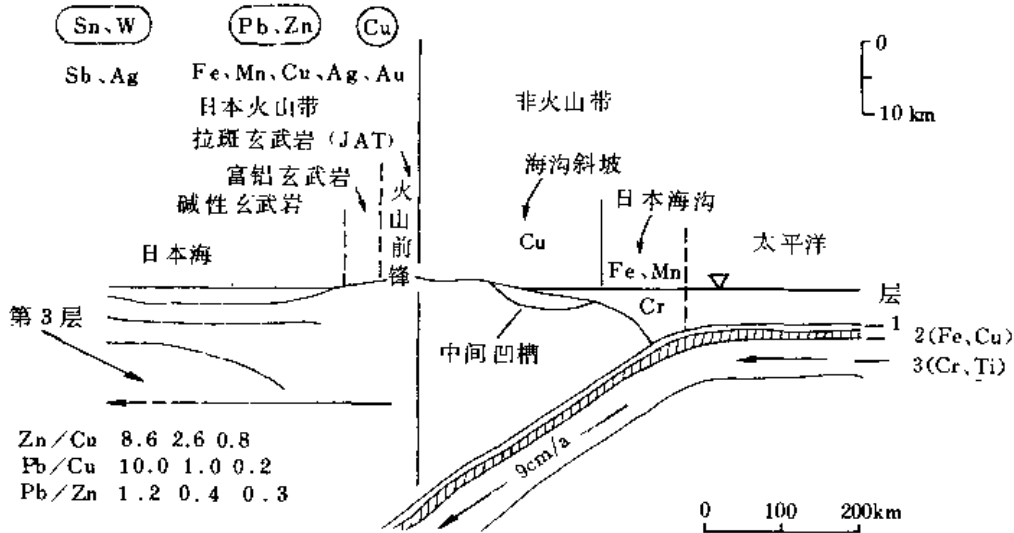 Sn、W Pb、Zn Cu
Sb、Ag Fe、Mn、Cu、Ag、Au
日本火山带 非火山带
拉斑玄武岩 (JAT)
富铝玄武岩
碱性玄武岩
火山前锋
海沟斜坡
日本海沟
日本海
Cu
太平洋
Fe、Mn
Cr
第3层
中间凹槽
层
1
2(Fe、Cu)
3(Cr、Ti)
9cm/a
Zn/Cu 8.6 2.6 0.8
Pb/Cu 10.0 1.0 0.2
Pb/Zn 1.2 0.4 0.3
0
10 km
0 100 200km